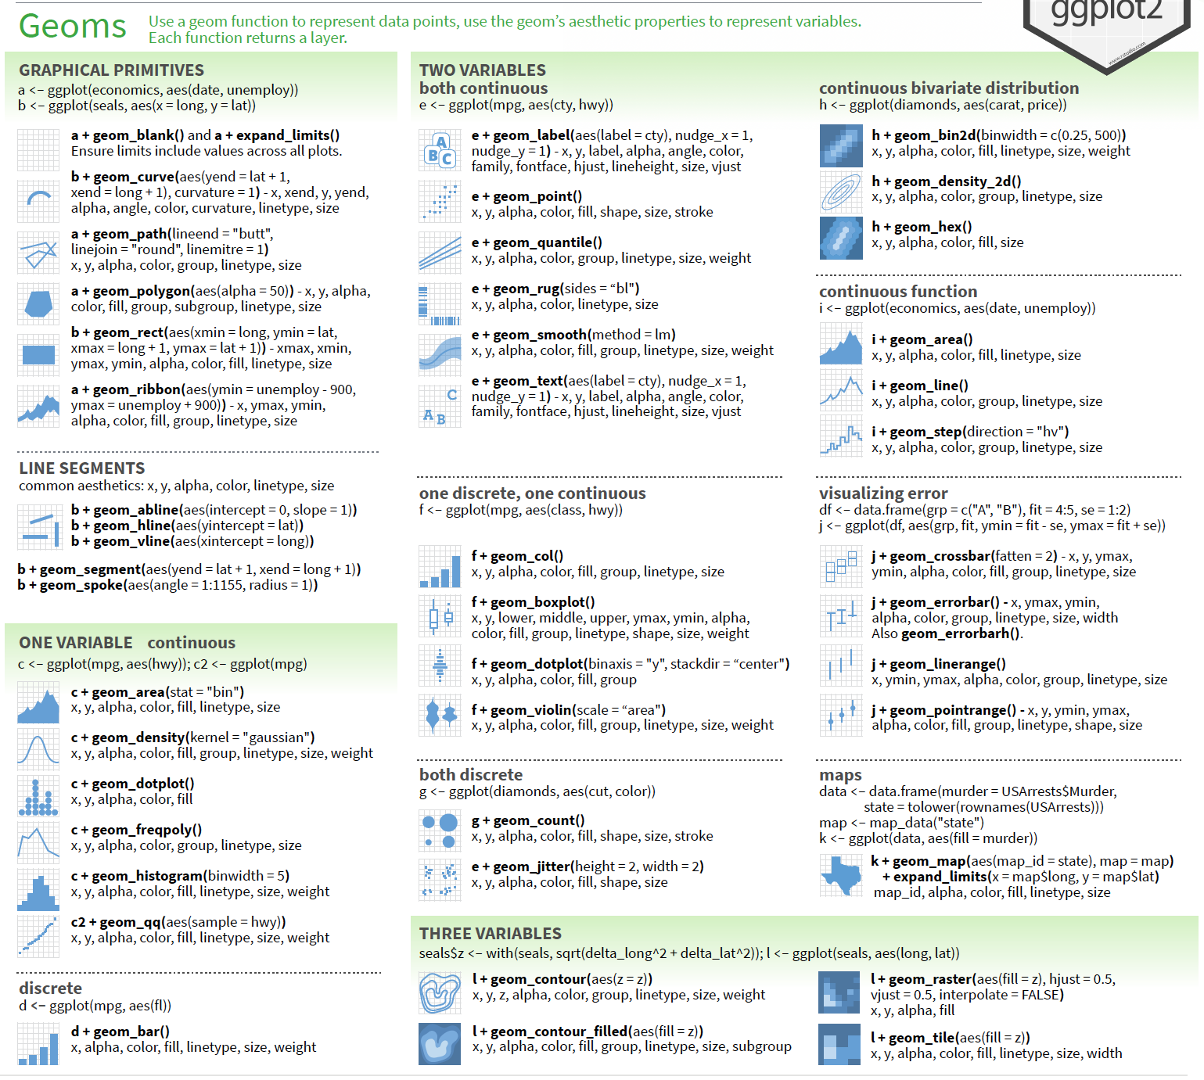 Geoms
Use a geom function to represent data points, use the geom’s aesthetic properties to represent variables.
Each function returns a layer.
ggplot2
GRAPHICAL PRIMITIVES
a <- ggplot(economics, aes(date, unemploy))
b <- ggplot(seals, aes(x = long, y = lat))
a + geom_blank() and a + expand_limits()
Ensure limits include values across all plots.
b + geom_curve(aes(yend = lat + 1,
xend = long + 1), curvature = 1) - x, xend, y, yend,
alpha, angle, color, curvature, linetype, size
a + geom_path(lineend = "butt",
linejoin = "round", linemitre = 1)
x, y, alpha, color, group, linetype, size
a + geom_polygon(aes(alpha = 50)) - x, y, alpha,
color, fill, group, subgroup, linetype, size
b + geom_rect(aes(xmin = long, ymin = lat,
xmax = long + 1, ymax = lat + 1)) - xmax, xmin,
ymax, ymin, alpha, color, fill, linetype, size
a + geom_ribbon(aes(ymin = unemploy - 900,
ymax = unemploy + 900)) - x, ymax, ymin,
alpha, color, fill, group, linetype, size
LINE SEGMENTS
common aesthetics: x, y, alpha, color, linetype, size
b + geom_abline(aes(intercept = 0, slope = 1))
b + geom_hline(aes(yintercept = lat))
b + geom_vline(aes(xintercept = long))
b + geom_segment(aes(yend = lat + 1, xend = long + 1))
b + geom_spoke(aes(angle = 1:1155, radius = 1))
ONE VARIABLE continuous
c <- ggplot(mpg, aes(hwy)); c2 <- ggplot(mpg)
c + geom_area(stat = "bin")
x, y, alpha, color, fill, linetype, size
c + geom_density(kernel = "gaussian")
x, y, alpha, color, fill, group, linetype, size, weight
c + geom_dotplot()
x, y, alpha, color, fill
c + geom_freqpoly()
x, y, alpha, color, group, linetype, size
c + geom_histogram(binwidth = 5)
x, y, alpha, color, fill, linetype, size, weight
c2 + geom_qq(aes(sample = hwy))
x, y, alpha, color, fill, linetype, size, weight
discrete
d <- ggplot(mpg, aes(fl))
d + geom_bar()
x, alpha, color, fill, linetype, size, weight
TWO VARIABLES
both continuous
e <- ggplot(mpg, aes(cty, hwy))
A
B C
e + geom_label(aes(label = cty), nudge_x = 1,
nudge_y = 1) - x, y, label, alpha, angle, color,
family, fontface, hjust, lineheight, size, vjust
e + geom_point()
x, y, alpha, color, fill, shape, size, stroke
e + geom_quantile()
x, y, alpha, color, group, linetype, size, weight
e + geom_rug(sides = “bl")
x, y, alpha, color, linetype, size
e + geom_smooth(method = lm)
x, y, alpha, color, fill, group, linetype, size, weight
C
A B
e + geom_text(aes(label = cty), nudge_x = 1,
nudge_y = 1) - x, y, label, alpha, angle, color,
family, fontface, hjust, lineheight, size, vjust
one discrete, one continuous
f <- ggplot(mpg, aes(class, hwy))
f + geom_col()
x, y, alpha, color, fill, group, linetype, size
f + geom_boxplot()
x, y, lower, middle, upper, ymax, ymin, alpha,
color, fill, group, linetype, shape, size, weight
f + geom_dotplot(binaxis = "y", stackdir = “center")
x, y, alpha, color, fill, group
f + geom_violin(scale = “area")
x, y, alpha, color, fill, group, linetype, size, weight
both discrete
g <- ggplot(diamonds, aes(cut, color))
g + geom_count()
x, y, alpha, color, fill, shape, size, stroke
e + geom_jitter(height = 2, width = 2)
x, y, alpha, color, fill, shape, size
continuous bivariate distribution
h <- ggplot(diamonds, aes(carat, price))
h + geom_bin2d(binwidth = c(0.25, 500))
x, y, alpha, color, fill, linetype, size, weight
h + geom_density_2d()
x, y, alpha, color, group, linetype, size
h + geom_hex()
x, y, alpha, color, fill, size
continuous function
i <- ggplot(economics, aes(date, unemploy))
i + geom_area()
x, y, alpha, color, fill, linetype, size
i + geom_line()
x, y, alpha, color, group, linetype, size
i + geom_step(direction = "hv")
x, y, alpha, color, group, linetype, size
visualizing error
df <- data.frame(grp = c("A", "B"), fit = 4:5, se = 1:2)
j <- ggplot(df, aes(grp, fit, ymin = fit - se, ymax = fit + se))
j + geom_crossbar(fatten = 2) - x, y, ymax,
ymin, alpha, color, fill, group, linetype, size
j + geom_errorbar() - x, ymax, ymin,
alpha, color, group, linetype, size, width
Also geom_errorbarh().
j + geom_linerange()
x, ymin, ymax, alpha, color, group, linetype, size
j + geom_pointrange() - x, y, ymin, ymax,
alpha, color, fill, group, linetype, shape, size
maps
data <- data.frame(murder = USArrests$Murder,
state = tolower(rownames(USArrests)))
map <- map_data("state")
k <- ggplot(data, aes(fill = murder))
k + geom_map(aes(map_id = state), map = map)
+ expand_limits(x = map$long, y = map$lat)
map_id, alpha, color, fill, linetype, size
THREE VARIABLES
seals$z <- with(seals, sqrt(delta_long^2 + delta_lat^2)); l <- ggplot(seals, aes(long, lat))
l + geom_contour(aes(z = z))
x, y, z, alpha, color, group, linetype, size, weight
l + geom_contour_filled(aes(fill = z))
x, y, alpha, color, fill, group, linetype, size, subgroup
l + geom_raster(aes(fill = z), hjust = 0.5,
vjust = 0.5, interpolate = FALSE)
x, y, alpha, fill
l + geom_tile(aes(fill = z))
x, y, alpha, color, fill, linetype, size, width